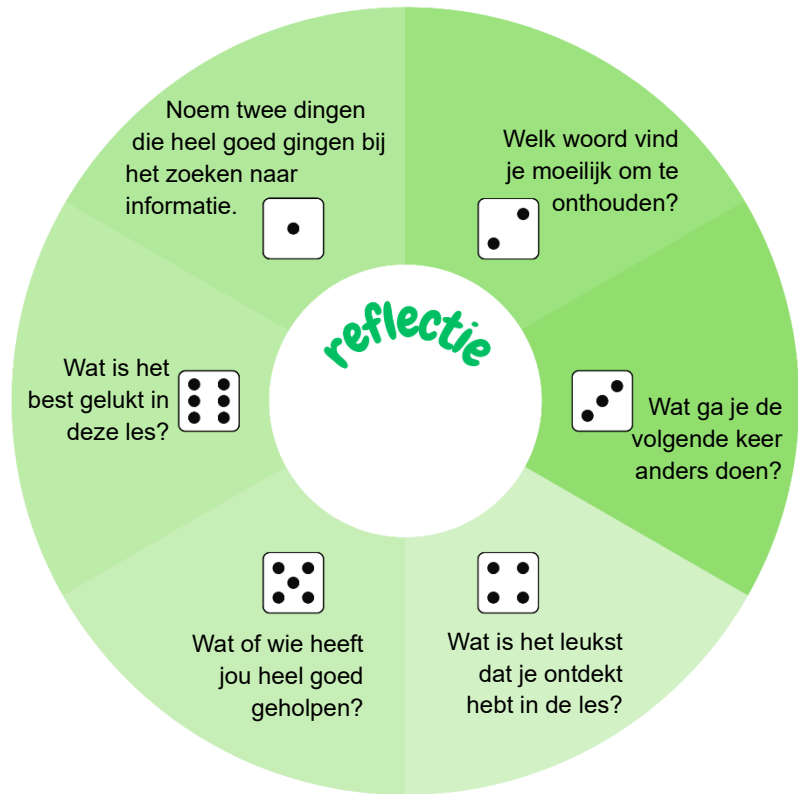 reflectie
Noem twee dingen
die heel goed gingen bij
het zoeken naar
informatie.
Welk woord vind
je moeilijk om te
onthouden?
Wat ga je de
volgende keer
anders doen?
Wat is het leukst
dat je ontdekt
hebt in de les?
Wat of wie heeft
jou heel goed
geholpen?
Wat is het
best gelukt in
deze les?